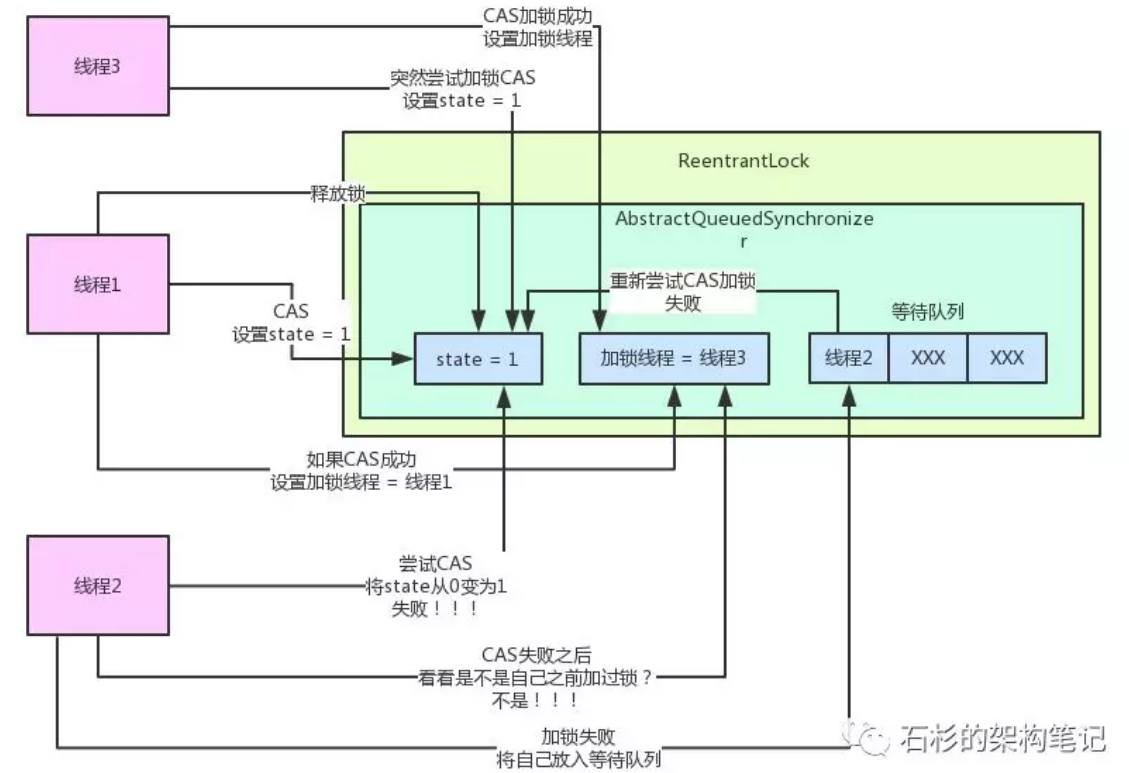 CAS加锁成功
设置加锁线程
线程3
突然尝试加锁CAS
设置state = 1
ReentrantLock
释放锁
AbstractQueuedSynchronize
r
线程1
重新尝试CAS加锁
失败
CAS
设置state = 1
等待队列
state = 1
加锁线程 = 线程3
线程2
XXX
XXX
如果CAS成功
设置加锁线程 = 线程1
线程2
尝试CAS
将state从0变为1
失败！！！
CAS失败之后
看看是不是自己之前加过锁？
不是！！！
加锁失败
将自己放入等待队列
石杉的架构笔记